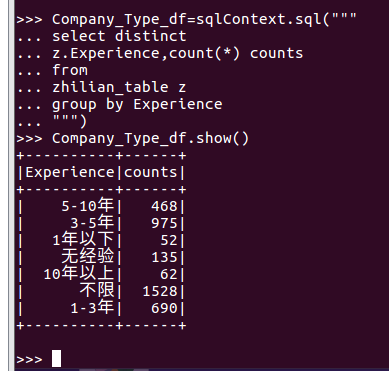 >>> Company_Type_df=sqlContext.sql("""
... select distinct
... z.Experience,count(*) counts
... from
... zhilian_table z
... group by Experience
... """)
>>> Company_Type_df.show()
+----------+------+
|Experience|counts|
+----------+------+
|     5-10年|   468|
|      3-5年|   975|
|    1年以下|    52|
|    无经验|   135|
|   10年以上|    62|
|       不限|  1528|
|      1-3年|   690|
+----------+------+
>>>